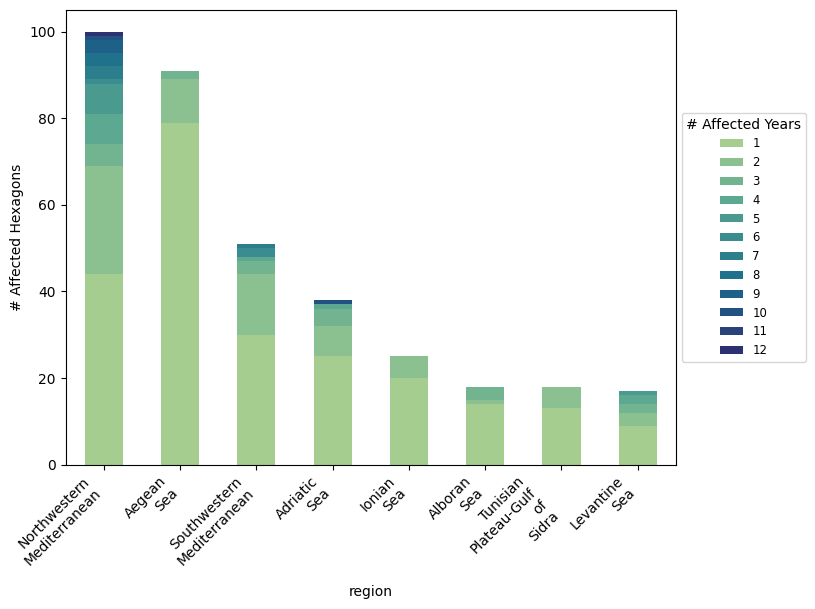 100
80
60
40
20
0
# Affected Hexagons
Northwestern
Mediterranean
Aegean
Sea
Southwestern
Mediterranean
Adriatic
Sea
Ionian
Sea
Alboran
Sea
Tunisian
Plateau-Gulf
of
Sidra
Levantine
Sea
region
# Affected Years
1
2
3
4
5
6
7
8
9
10
11
12